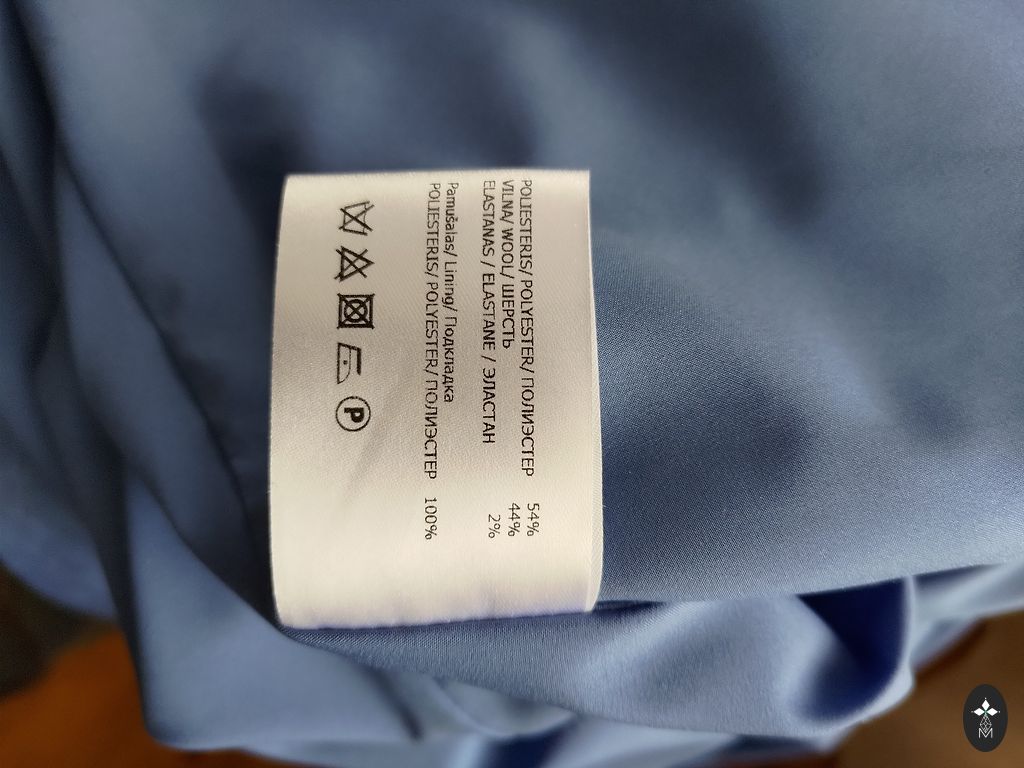 POLIESTERIS/ POLYESTER/ ПОЛИЭСТЕР 54%
VILNA/ WOOL/ ШЕРСТЬ 44%
ELASTANAS / ELASTANE / ЭЛАСТАН 2%
Pamušalas/ Lining/ Подкладка
POLIESTERIS/ POLYESTER/ ПОЛИЭСТЕР 100%
P
M